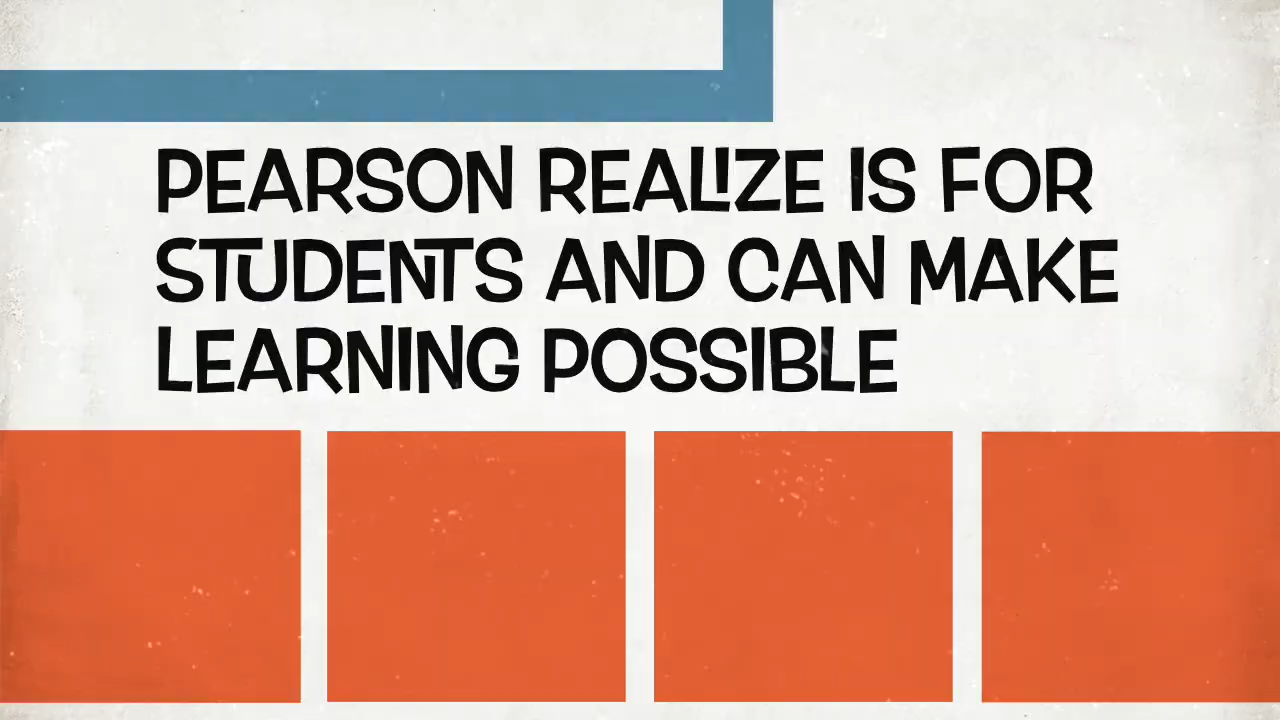 PEARSON REALIZE IS FOR
STUDENTS AND CAN MAKE
LEARNING POSSIBLE